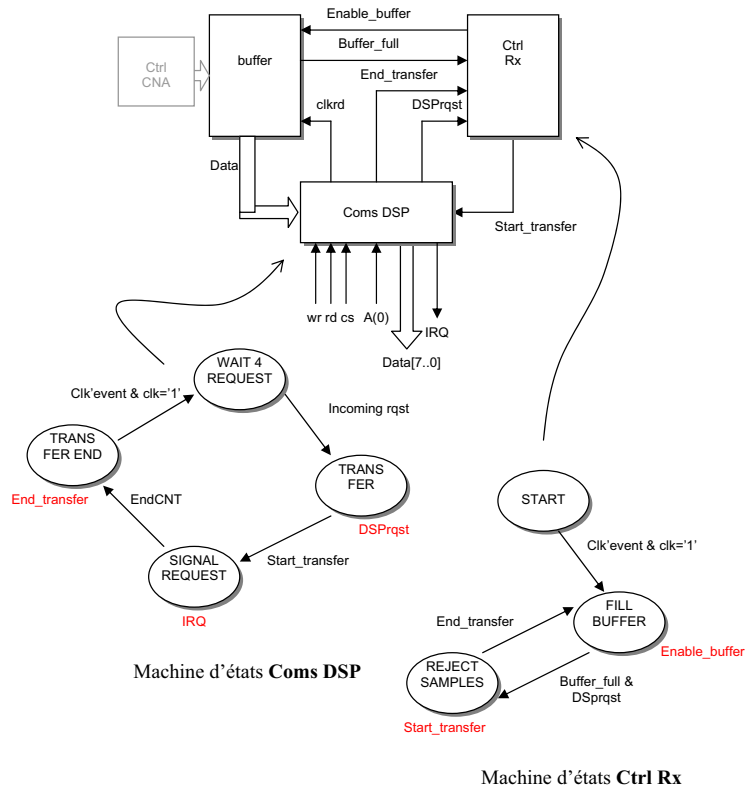 Enable_buffer
Buffer_full
Ctrl
CNA
buffer
Ctrl
Rx
End_transfer
clkrd
DSPrqst
Data
Coms DSP
Start_transfer
wr rd cs A(0)
IRQ
Data[7..0]
WAIT 4
REQUEST
Clk'event & clk='1'
Incoming rqst
TRANS
FER END
End_transfer
EndCNT
TRANS
FER
DSPrqst
Start_transfer
SIGNAL
REQUEST
IRQ
Machine d'états Coms DSP
START
Clk'event & clk='1'
FILL
BUFFER
Enable_buffer
End_transfer
REJECT
SAMPLES
Start_transfer
Buffer_full &
DSprqst
Machine d'états Ctrl Rx